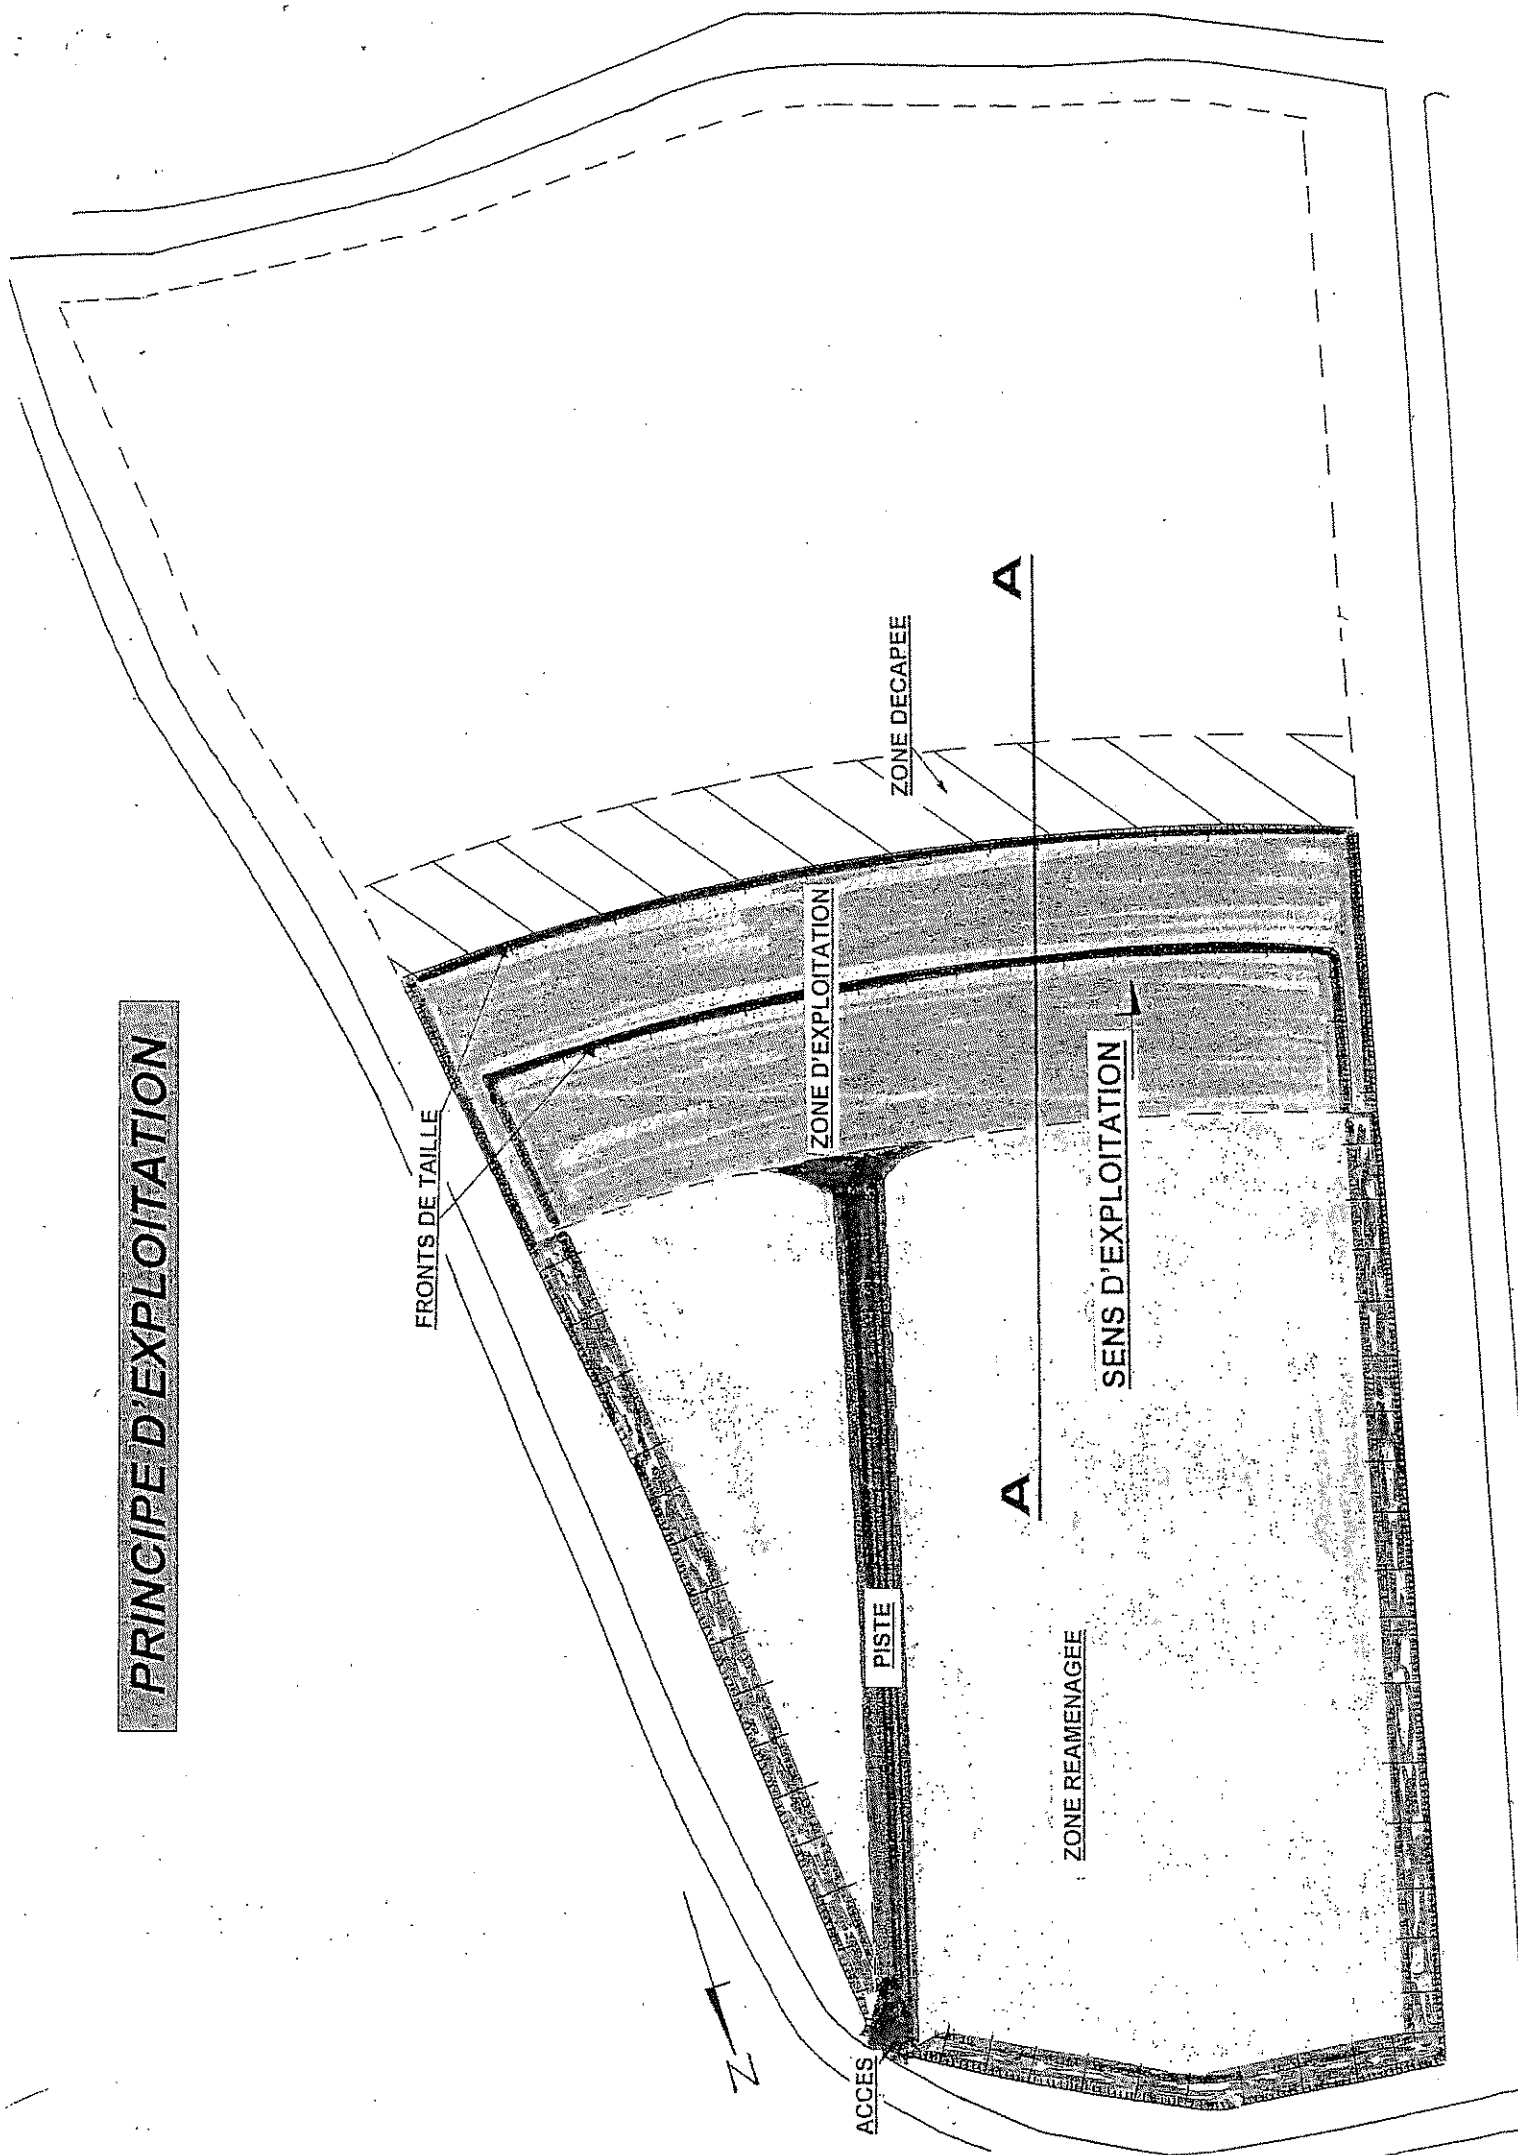 PRINCIPE D'EXPLOITATION
FRONTS DE TAILLE
ZONE D'EXPLOITATION
ZONE DECAPEE
A
A
SENS D'EXPLOITATION
PISTE
ZONE REAMENAGEE
ACCES
N